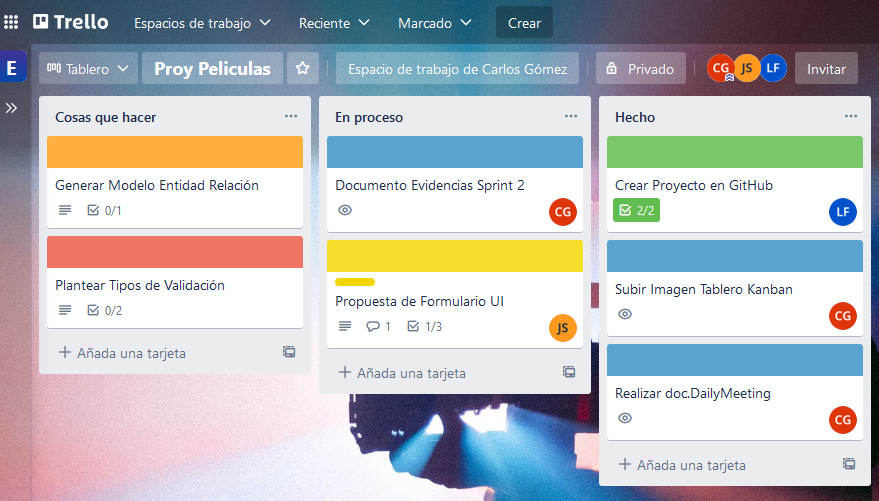 Trello
Espacios de trabajo
Reciente
Marcado
Crear
E
Tablero
Proy Peliculas
Espacio de trabajo de Carlos Gómez
Privado
CG
JS
LF
Invitar
Cosas que hacer
Generar Modelo Entidad Relación
0/1
Plantear Tipos de Validación
0/2
Añada una tarjeta
En proceso
Documento Evidencias Sprint 2
CG
Propuesta de Formulario UI
1
1/3
JS
Añada una tarjeta
Hecho
Crear Proyecto en GitHub
2/2
LF
Subir Imagen Tablero Kanban
CG
Realizar doc.DailyMeeting
CG
Añada una tarjeta